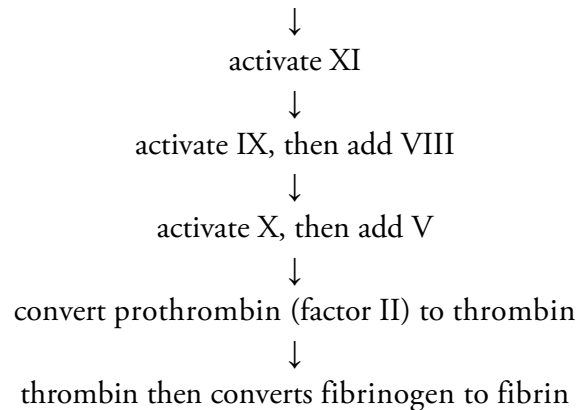 ↓
activate XI
↓
activate IX, then add VIII
↓
activate X, then add V
↓
convert prothrombin (factor II) to thrombin
↓
thrombin then converts fibrinogen to fibrin